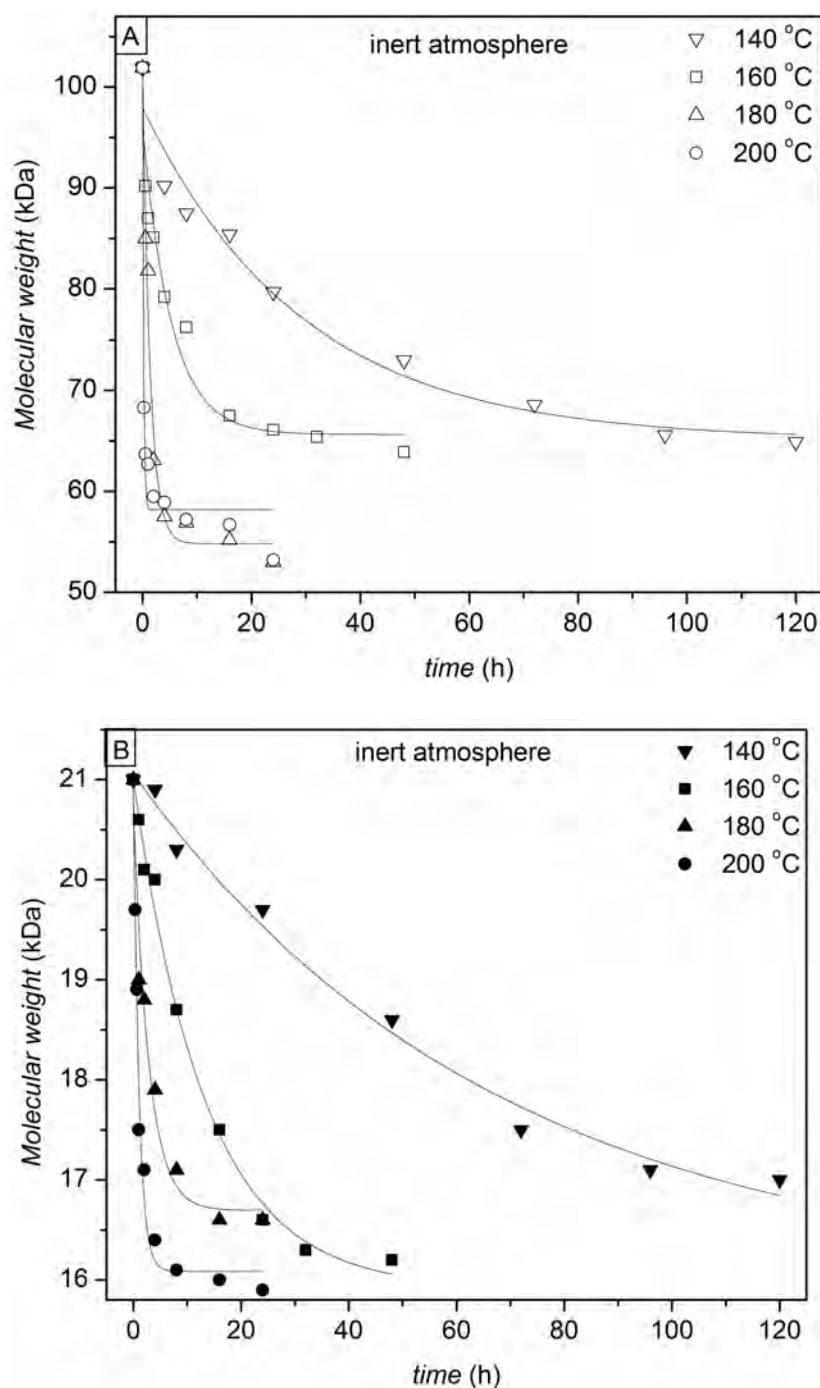 A
inert atmosphere
140 °C
160 °C
180 °C
200 °C
100
90
80
70
60
50
Molecular weight (kDa)
0
20
40
60
80
100
120
time (h)
B
inert atmosphere
140 °C
160 °C
180 °C
200 °C
21
20
19
18
17
16
Molecular weight (kDa)
0
20
40
60
80
100
120
time (h)